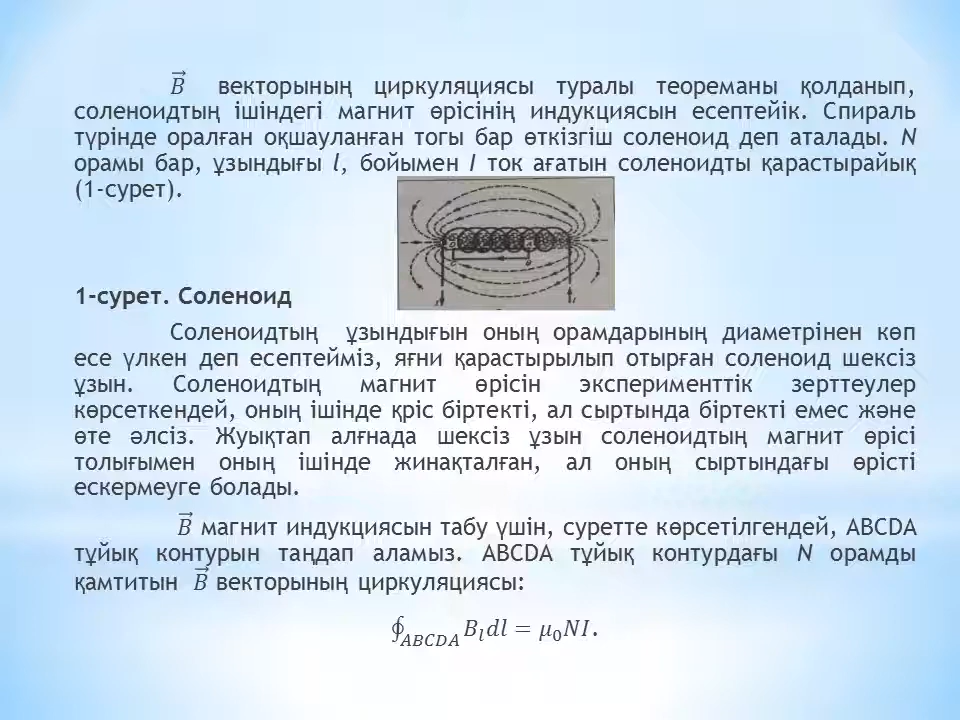 B⃗ векторының циркуляциясы туралы теореманы қолданып,
соленоидтың ішіндегі магнит өрісінің индукциясын есептейік. Спираль
түрінде оралған оқшауланған тогы бар өткізгіш соленоид деп аталады. N
орамы бар, ұзындығы l, бойымен I ток ағатын соленоидты қарастырайық
(1-сурет).
1-сурет. Соленоид
Соленоидтың ұзындығын оның орамдарының диаметрінен көп
есе үлкен деп есептейміз, яғни қарастырылып отырған соленоид шексіз
ұзын. Соленоидтың магнит өрісін эксперименттік зерттеулер
көрсеткендей, оның ішінде қріс біртекті, ал сыртында біртекті емес және
өте әлсіз. Жуықтап алғнада шексіз ұзын соленоидтың магнит өрісі
толығымен оның ішінде жинақталған, ал оның сыртындағы өрісті
ескермеуге болады.
B⃗ магнит индукциясын табу үшін, суретте көрсетілгендей, ABCDA
тұйық контурын таңдап аламыз. ABCDA тұйық контурдағы N орамды
қамтитын B⃗ векторының циркуляциясы:
∮_{ABCDA} B_l dl = μ₀NI.